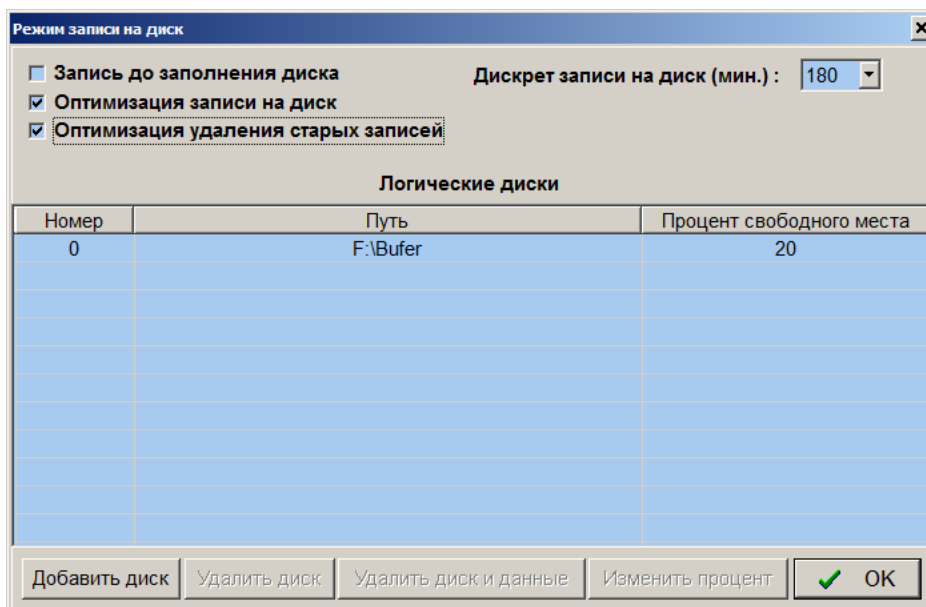 Режим записи на диск
Запись до заполнения диска
Дискрет записи на диск (мин.) : 180
Оптимизация записи на диск
Оптимизация удаления старых записей
Логические диски
Номер Путь Процент свободного места
0 F:\Bufer 20
Добавить диск Удалить диск Удалить диск и данные Изменить процент OK